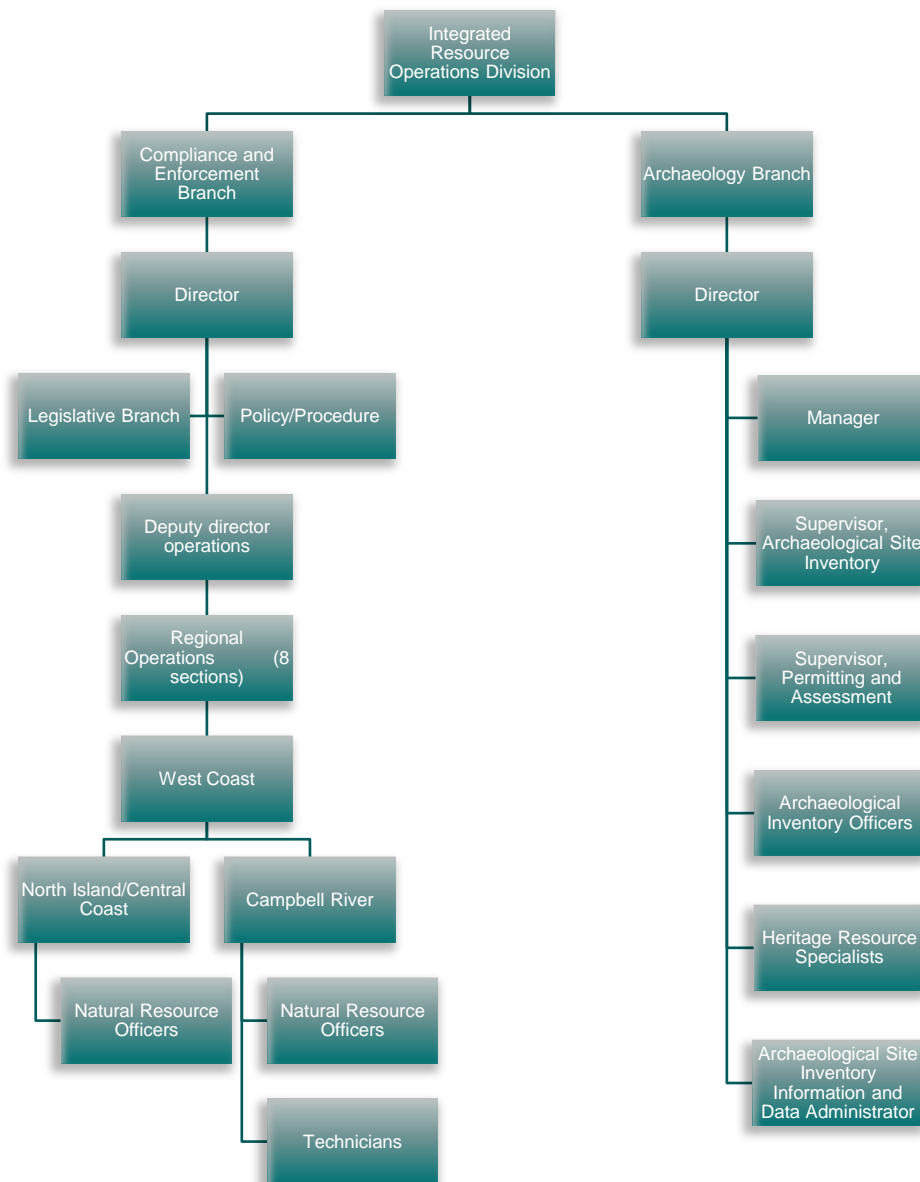 Integrated
Resource
Operations Division
Compliance and
Enforcement
Branch
Archaeology Branch
Director
Director
Legislative Branch
Policy/Procedure
Manager
Deputy director
operations
Supervisor,
Archaeological Site
Inventory
Regional
Operations (8
sections)
Supervisor,
Permitting and
Assessment
West Coast
Archaeological
Inventory Officers
North Island/Central
Coast
Campbell River
Heritage Resource
Specialists
Natural Resource
Officers
Natural Resource
Officers
Archaeological Site
Inventory
Information and
Data Administrator
Technicians